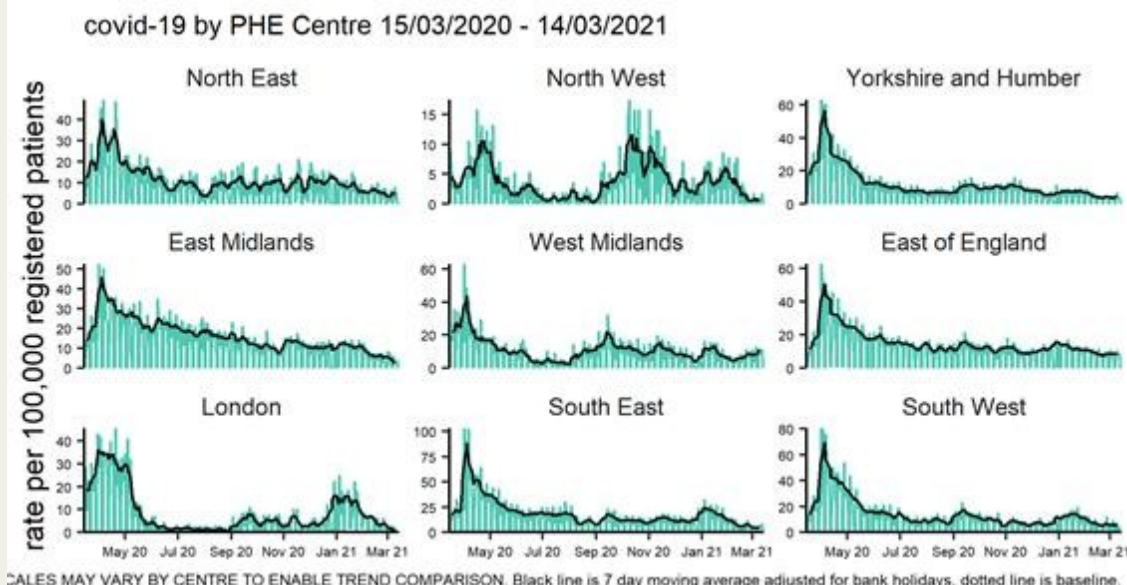 covid-19 by PHE Centre 15/03/2020 - 14/03/2021
rate per 100,000 registered patients
North East
North West
Yorkshire and Humber
40
30
20
10
0
15
10
5
0
60
40
20
0
East Midlands
West Midlands
East of England
50
40
30
20
10
0
60
40
20
0
60
40
20
0
London
South East
South West
40
30
20
10
0
100
75
50
25
0
80
60
40
20
0
May 20 Jul 20 Sep 20 Nov 20 Jan 21 Mar 21
May 20 Jul 20 Sep 20 Nov 20 Jan 21 Mar 21
May 20 Jul 20 Sep 20 Nov 20 Jan 21 Mar 21
CALES MAY VARY BY CENTRE TO ENABLE TREND COMPARISON. Black line is 7 day moving average adjusted for bank holidays. dotted line is baseline.